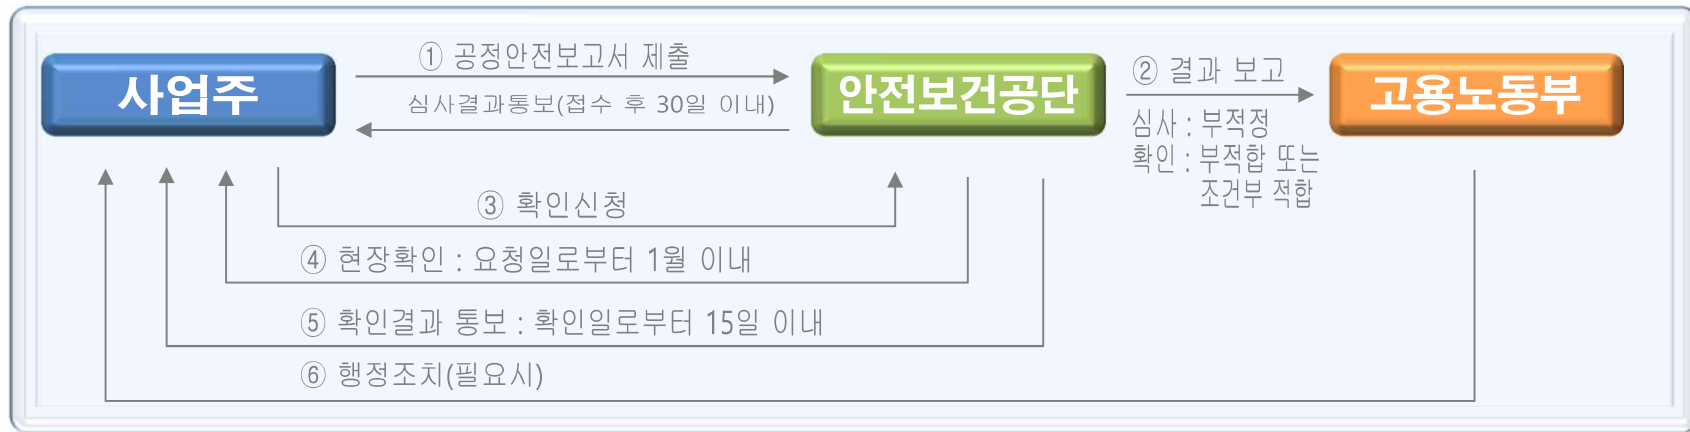 사업주
① 공정안전보고서 제출
심사결과통보(접수 후 30일 이내)
안전보건공단
② 결과 보고
심사 : 부적정
확인 : 부적합 또는
조건부 적합
고용노동부
③ 확인신청
④ 현장확인 : 요청일로부터 1월 이내
⑤ 확인결과 통보 : 확인일로부터 15일 이내
⑥ 행정조치(필요시)